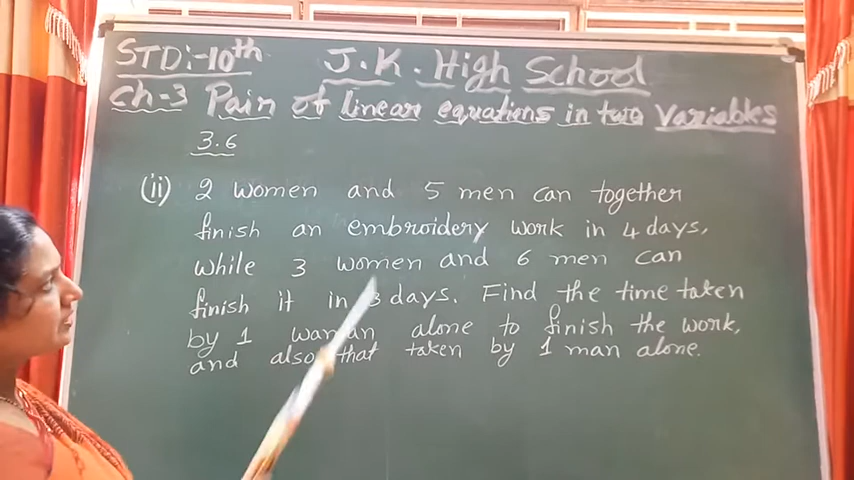 STD:-10th J.K. High School
Ch-3 Pair of linear equations in two Variables
3.6
(ii) 2 women and 5 men can together
finish an embroidery work in 4 days,
while 3 women and 6 men can
finish it in 3 days. Find the time taken
by 1 woman alone to finish the work,
and also that taken by 1 man alone.